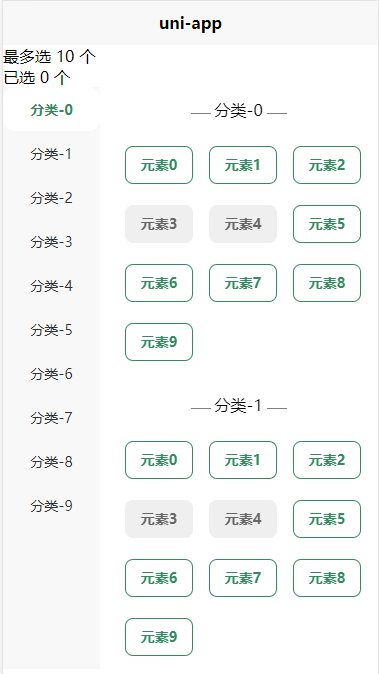 uni-app
最多选 10 个
已选 0 个
分类-0
分类-1
分类-2
分类-3
分类-4
分类-5
分类-6
分类-7
分类-8
分类-9
— 分类-0 —
元素0 元素1 元素2
元素3 元素4 元素5
元素6 元素7 元素8
元素9
— 分类-1 —
元素0 元素1 元素2
元素3 元素4 元素5
元素6 元素7 元素8
元素9